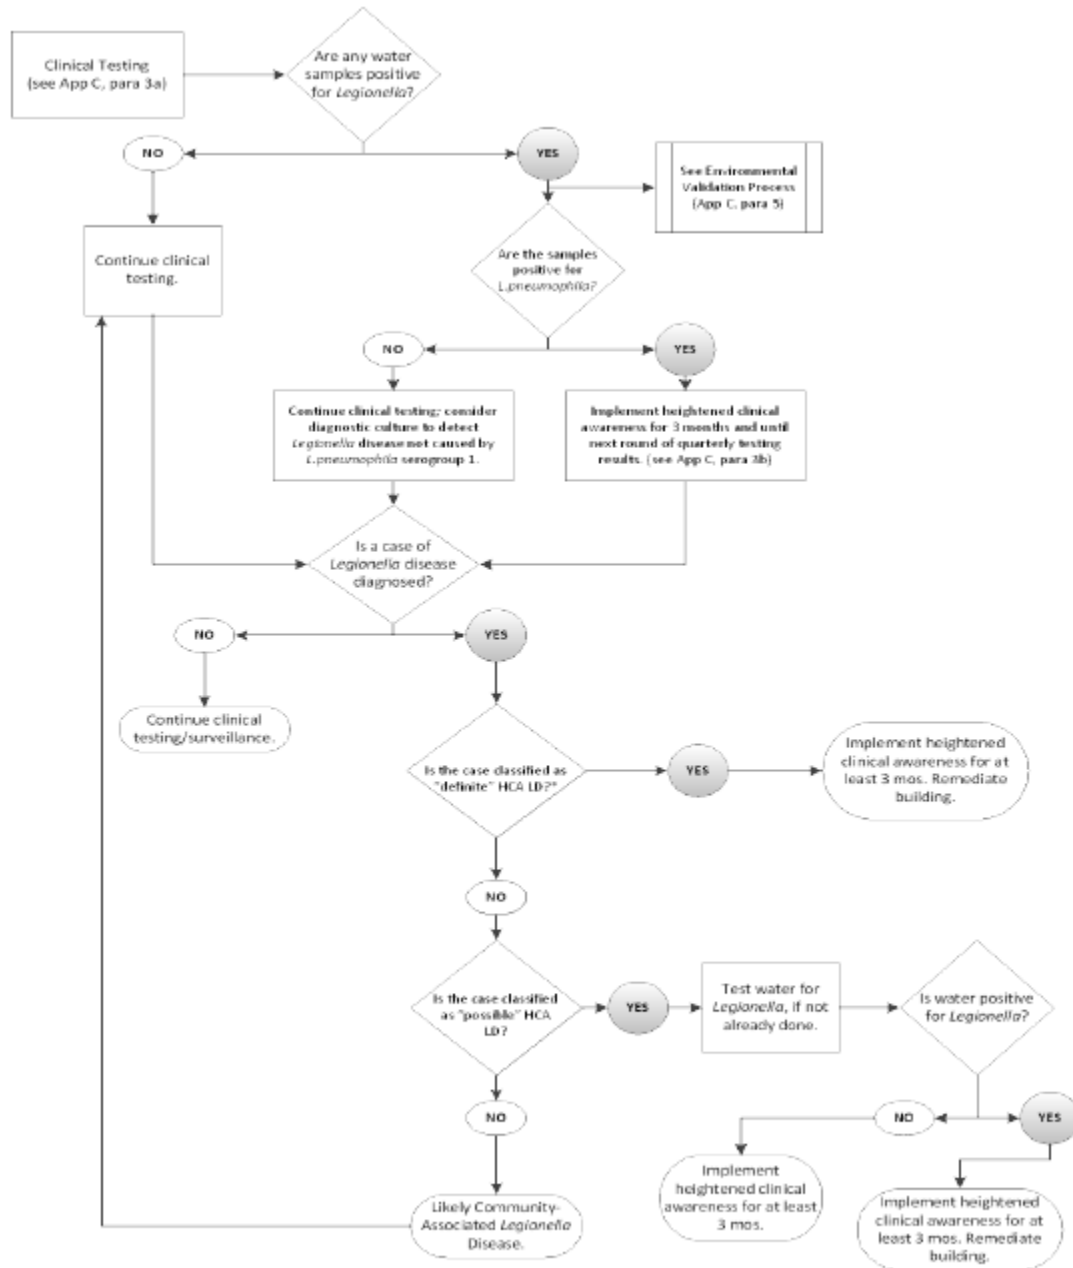 Clinical Testing
(see App C, para 3a)
Are any water
samples positive
for Legionella?
NO
YES
See Environmental
Validation Process
(App C, para 5)
Continue clinical
testing.
Are the samples
positive for
L.pneumophila?
NO
YES
Continue clinical testing; consider
diagnostic culture to detect
Legionella disease not caused by
L.pneumophila serogroup 1.
Implement heightened clinical
awareness for 3 months and until
next round of quarterly testing
results. (see App C, para 3b)
Is a case of
Legionella disease
diagnosed?
NO
YES
Continue clinical
testing/surveillance.
Is the case classified as
"definite" HCA LD?*
YES
Implement heightened
clinical awareness for at
least 3 mos. Remediate
building.
NO
Is the case classified
as "possible" HCA
LD?
YES
Test water for
Legionella, if not
already done.
Is water positive
for Legionella?
NO
NO
YES
Likely Community-
Associated Legionella
Disease.
Implement
heightened clinical
awareness for at least
3 mos.
Implement heightened
clinical awareness for at
least 3 mos. Remediate
building.